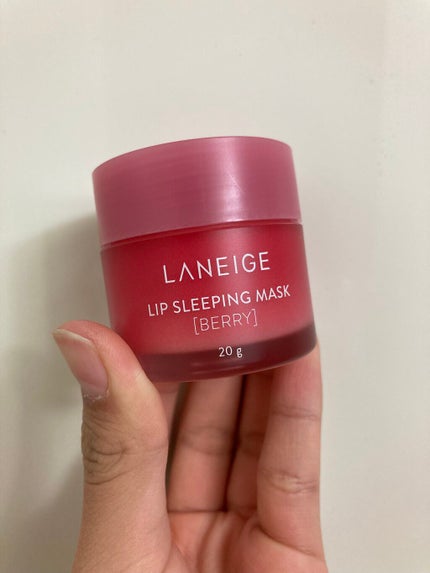 LANEIGE
LIP SLEEPING MASK
[BERRY]
20 g